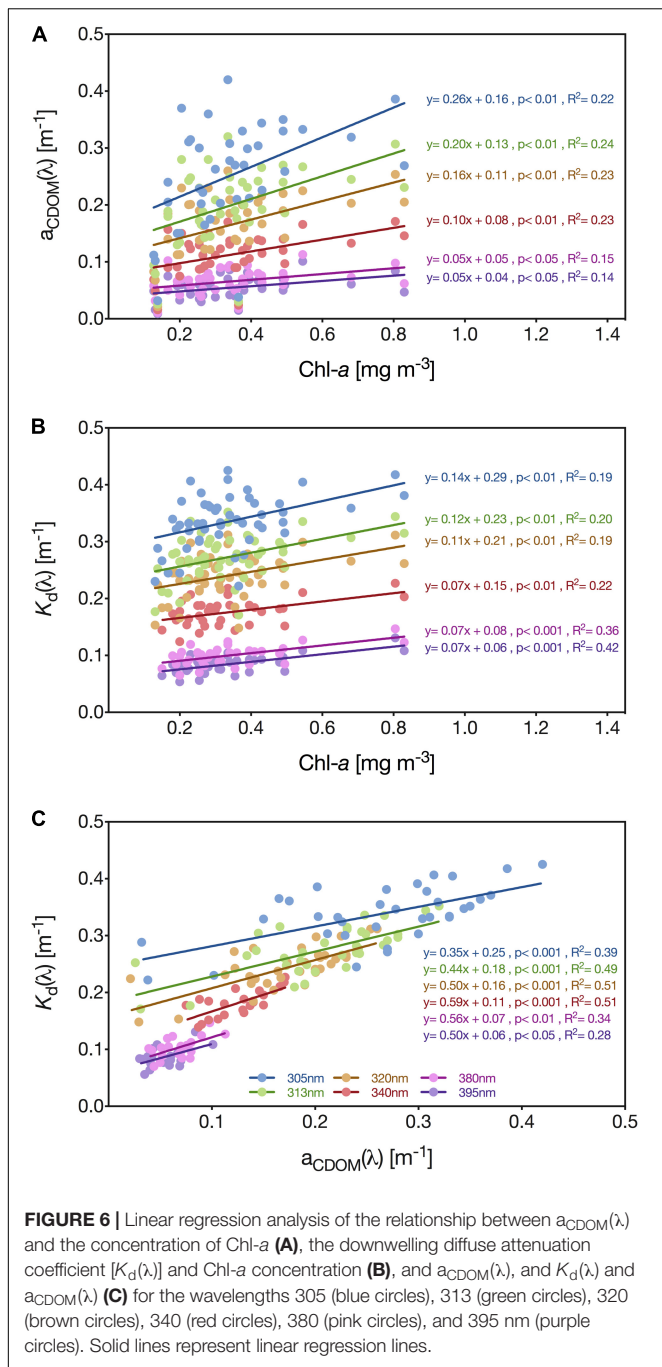 A
a_CDOM(λ) [m⁻¹]
0.5
0.4
0.3
0.2
0.1
0.0
y= 0.26x + 0.16 , p< 0.01 , R²= 0.22
y= 0.20x + 0.13 , p< 0.01 , R²= 0.24
y= 0.16x + 0.11 , p< 0.01 , R²= 0.23
y= 0.10x + 0.08 , p< 0.01 , R²= 0.23
y= 0.05x + 0.05 , p< 0.05 , R²= 0.15
y= 0.05x + 0.04 , p< 0.05 , R²= 0.14
0.2 0.4 0.6 0.8 1.0 1.2 1.4
Chl-a [mg m⁻³]
B
K_d(λ) [m⁻¹]
0.5
0.4
0.3
0.2
0.1
0.0
y= 0.14x + 0.29 , p< 0.01 , R²= 0.19
y= 0.12x + 0.23 , p< 0.01 , R²= 0.20
y= 0.11x + 0.21 , p< 0.01 , R²= 0.19
y= 0.07x + 0.15 , p< 0.01 , R²= 0.22
y= 0.07x + 0.08 , p< 0.001 , R²= 0.36
y= 0.07x + 0.06 , p< 0.001 , R²= 0.42
0.2 0.4 0.6 0.8 1.0 1.2 1.4
Chl-a [mg m⁻³]
C
K_d(λ) [m⁻¹]
0.5
0.4
0.3
0.2
0.1
0.0
y= 0.35x + 0.25 , p< 0.001 , R²= 0.39
y= 0.44x + 0.18 , p< 0.001 , R²= 0.49
y= 0.50x + 0.16 , p< 0.001 , R²= 0.51
y= 0.59x + 0.11 , p< 0.001 , R²= 0.51
y= 0.56x + 0.07 , p< 0.01 , R²= 0.34
y= 0.50x + 0.06 , p< 0.05 , R²= 0.28
305nm 320nm 380nm
313nm 340nm 395nm
0.1 0.2 0.3 0.4 0.5
a_CDOM(λ) [m⁻¹]
FIGURE 6 | Linear regression analysis of the relationship between a_CDOM(λ)
and the concentration of Chl-a (A), the downwelling diffuse attenuation
coefficient [K_d(λ)] and Chl-a concentration (B), and a_CDOM(λ), and K_d(λ) and
a_CDOM(λ) (C) for the wavelengths 305 (blue circles), 313 (green circles), 320
(brown circles), 340 (red circles), 380 (pink circles), and 395 nm (purple
circles). Solid lines represent linear regression lines.